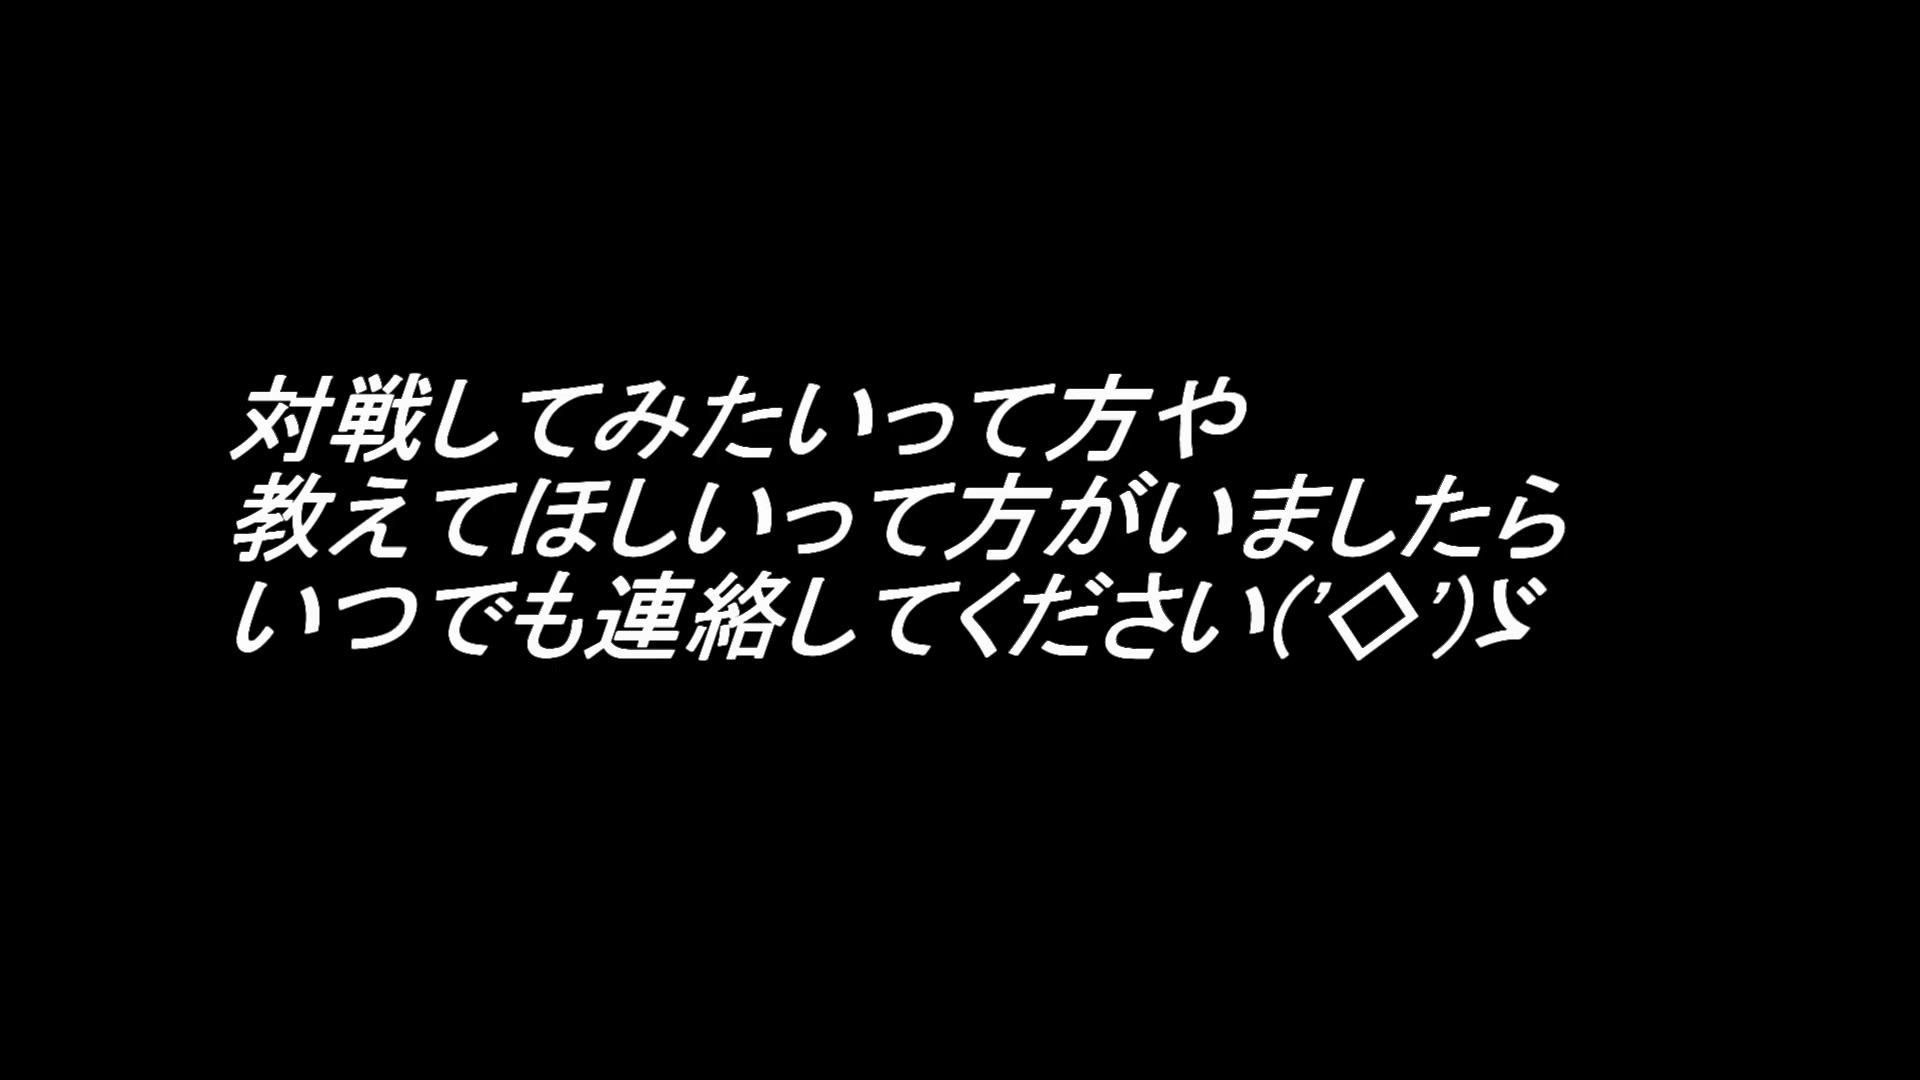 対戦してみたいって方や
教えてほしいって方がいましたら
いつでも連絡してください('◇')ゞ